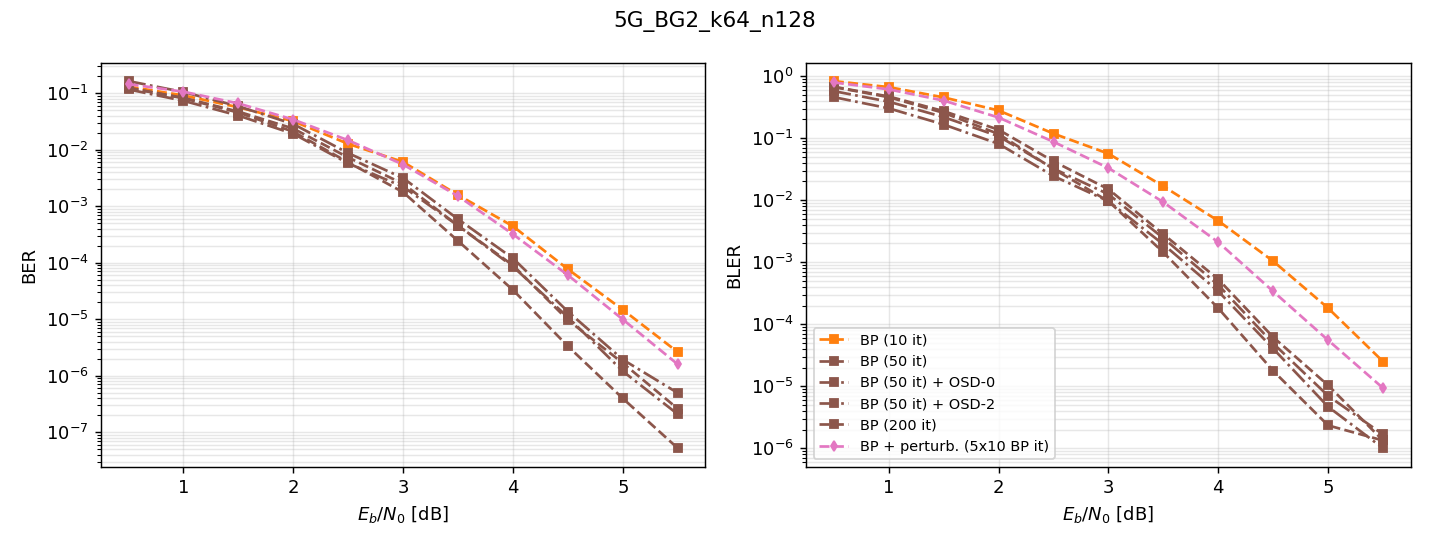 5G_BG2_k64_n128
BER
10⁻¹
10⁻²
10⁻³
10⁻⁴
10⁻⁵
10⁻⁶
10⁻⁷
1 2 3 4 5
E_b/N_0 [dB]
BLER
10⁰
10⁻¹
10⁻²
10⁻³
10⁻⁴
10⁻⁵
10⁻⁶
BP (10 it)
BP (50 it)
BP (50 it) + OSD-0
BP (50 it) + OSD-2
BP (200 it)
BP + perturb. (5x10 BP it)
1 2 3 4 5
E_b/N_0 [dB]